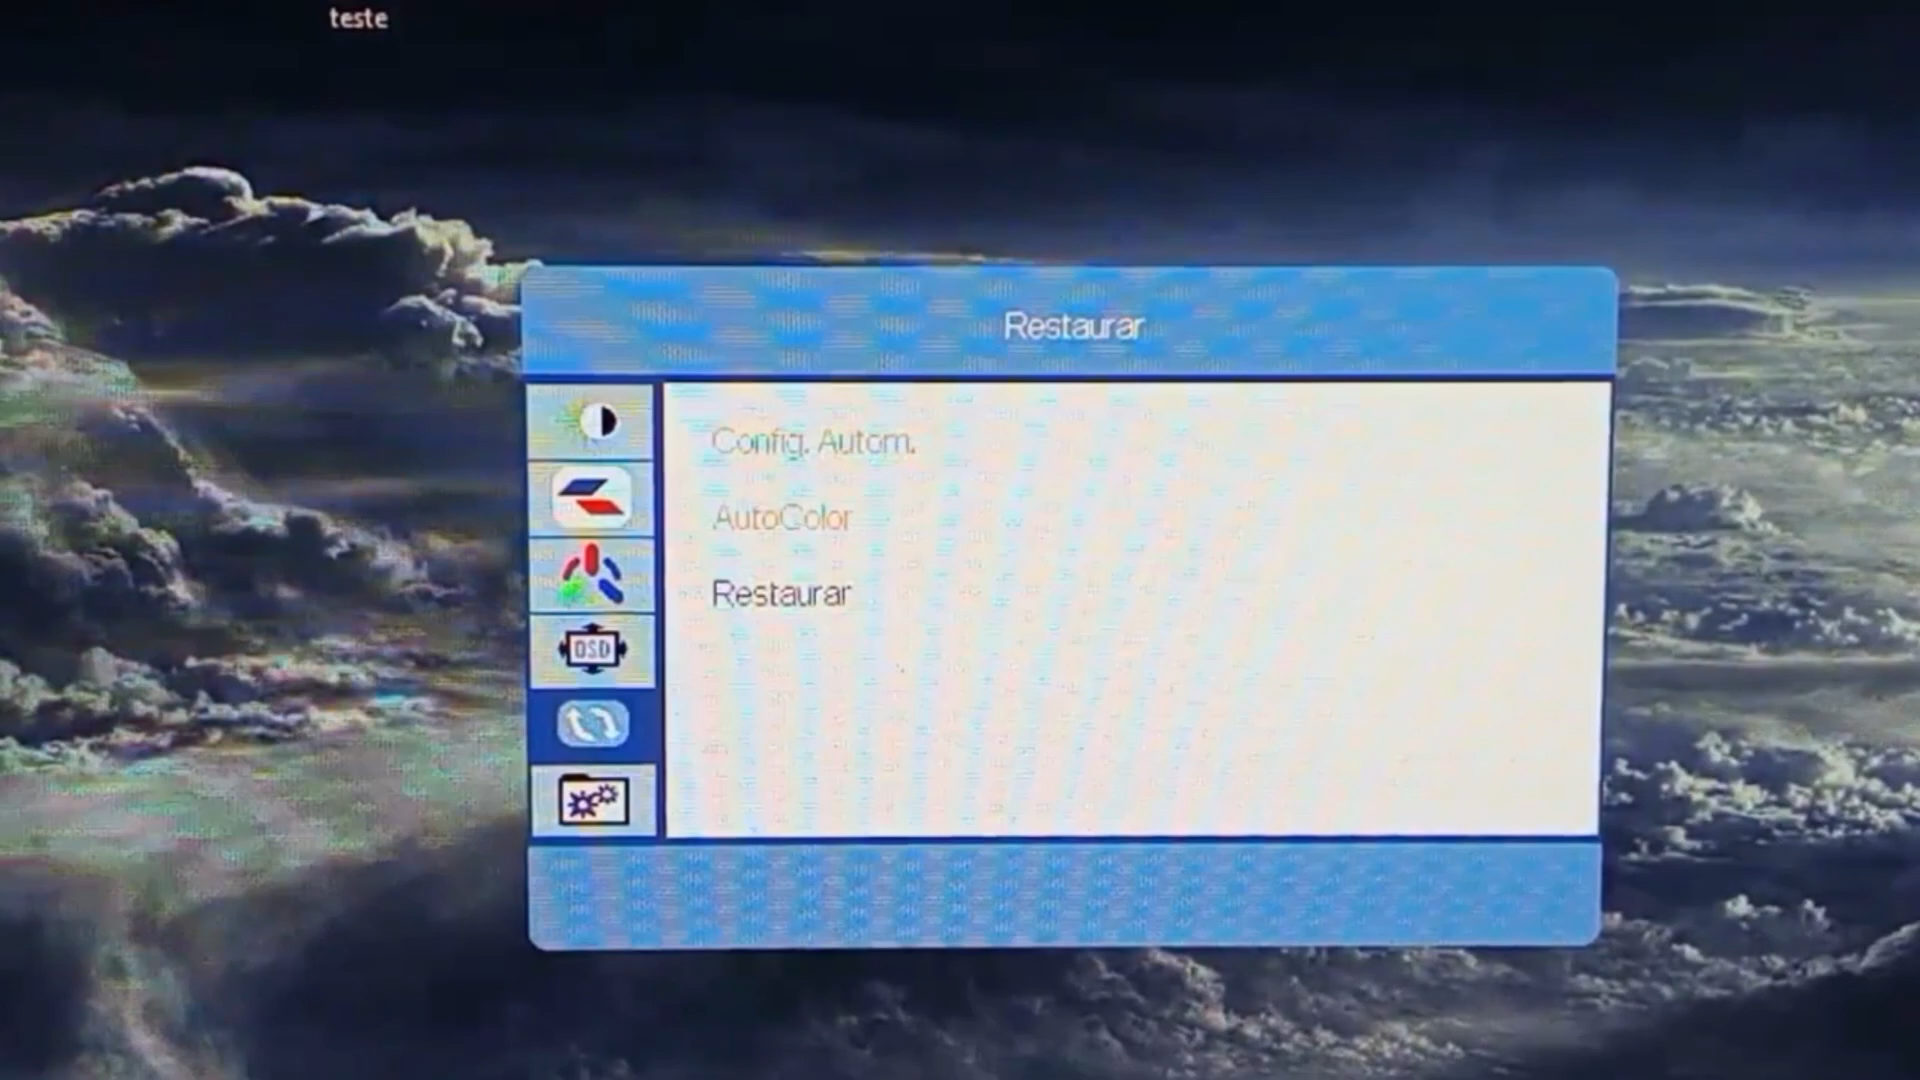 teste
Restaurar
Config. Autom.
AutoColor
Restaurar
OSD